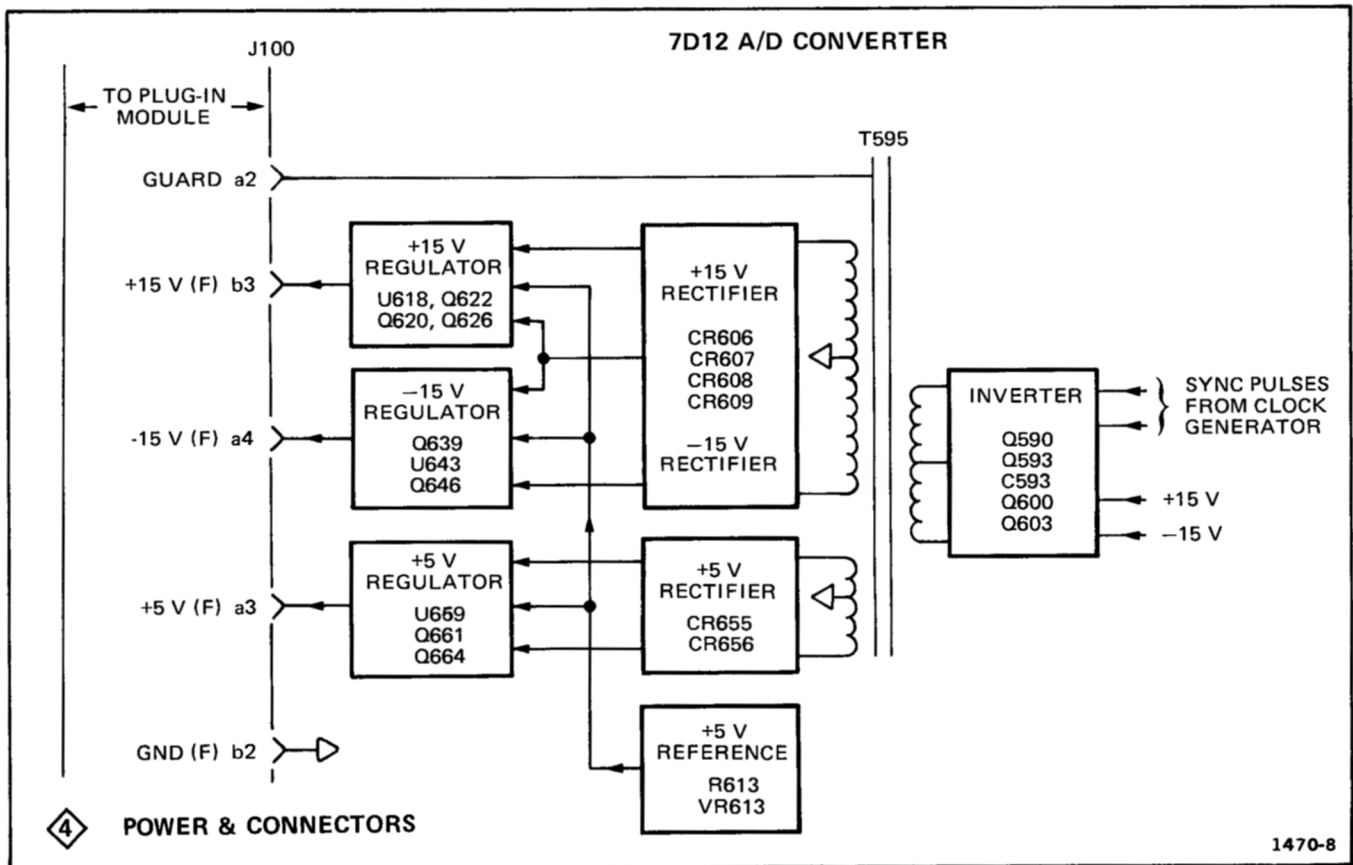 7D12 A/D CONVERTER
J100
TO PLUG-IN
MODULE
T595
GUARD a2
+15 V (F) b3
-15 V (F) a4
+5 V (F) a3
GND (F) b2
+15 V
REGULATOR
U618, Q622
Q620, Q626
−15 V
REGULATOR
Q639
U643
Q646
+5 V
REGULATOR
U659
Q661
Q664
+15 V
RECTIFIER
CR606
CR607
CR608
CR609
−15 V
RECTIFIER
+5 V
RECTIFIER
CR655
CR656
+5 V
REFERENCE
R613
VR613
INVERTER
Q590
Q593
C593
Q600
Q603
SYNC PULSES
FROM CLOCK
GENERATOR
+15 V
−15 V
4 POWER & CONNECTORS
1470-8